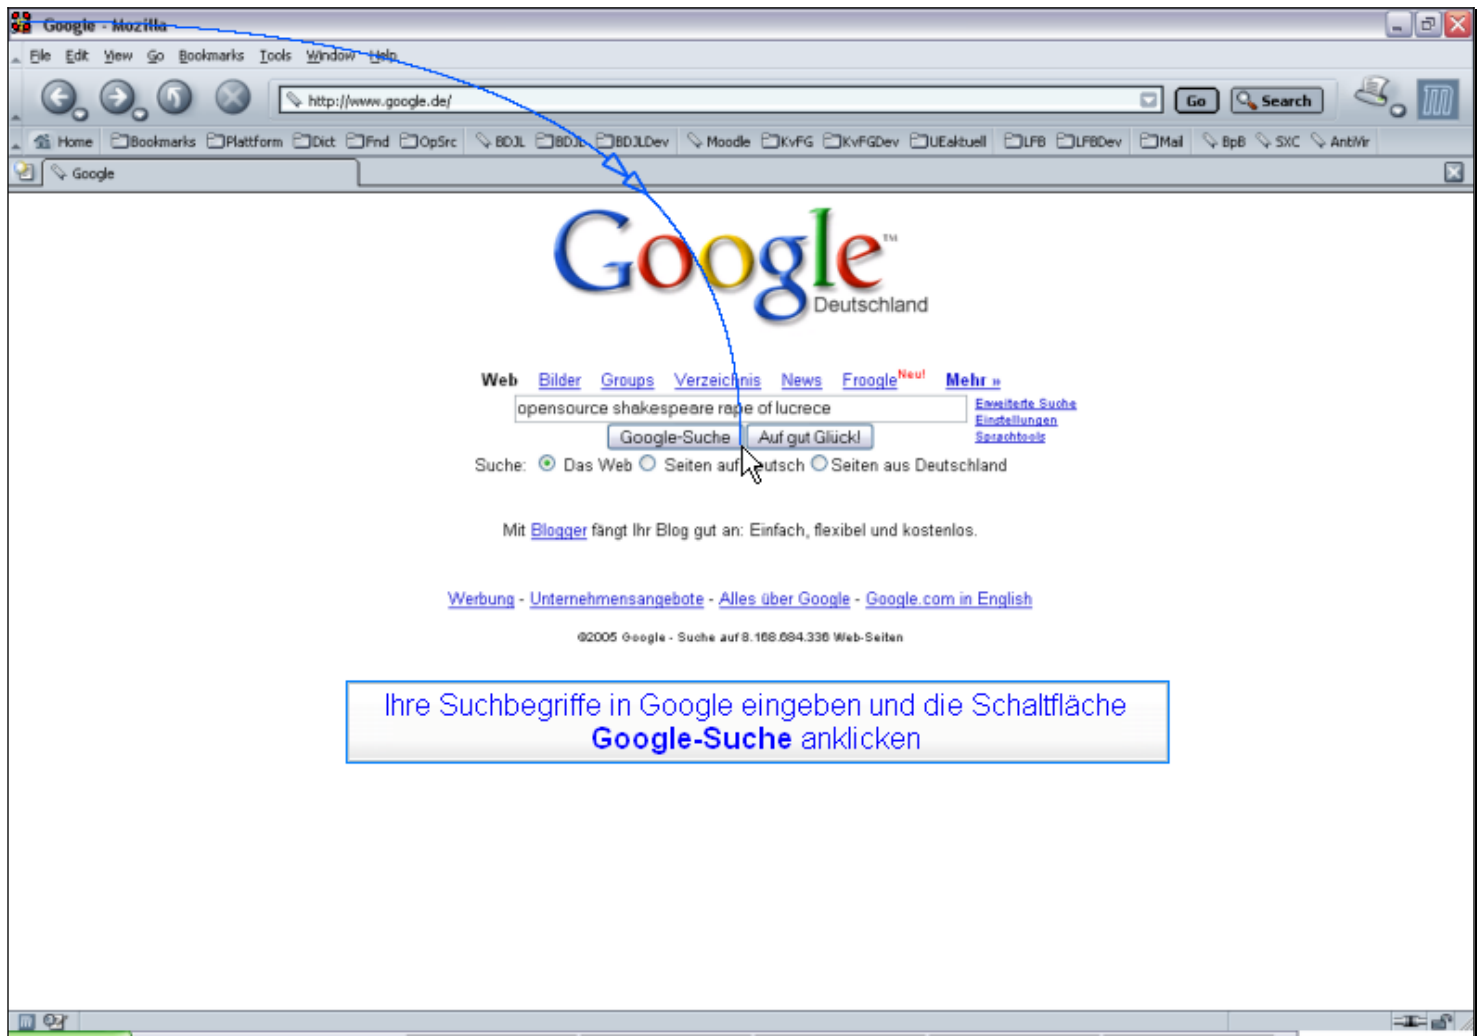 Google - Mozilla
File Edit View Go Bookmarks Tools Window Help
http://www.google.de/ Go Search
Home Bookmarks Plattform Dict Fnd OpSrc BDJL BDJL BDJLDev Moodle KvFG KvFGDev UEaktuell LFB LFBDev Mail BpB SXC AntiVir
Google
Google™
Deutschland
Web Bilder Groups Verzeichnis News Froogle Neu! Mehr »
opensource shakespeare rape of lucrece
Erweiterte Suche
Einstellungen
Sprachtools
Google-Suche Auf gut Glück!
Suche: Das Web Seiten auf Deutsch Seiten aus Deutschland
Mit Blogger fängt Ihr Blog gut an: Einfach, flexibel und kostenlos.
Werbung - Unternehmensangebote - Alles über Google - Google.com in English
©2005 Google - Suche auf 8.168.684.336 Web-Seiten
Ihre Suchbegriffe in Google eingeben und die Schaltfläche
Google-Suche anklicken